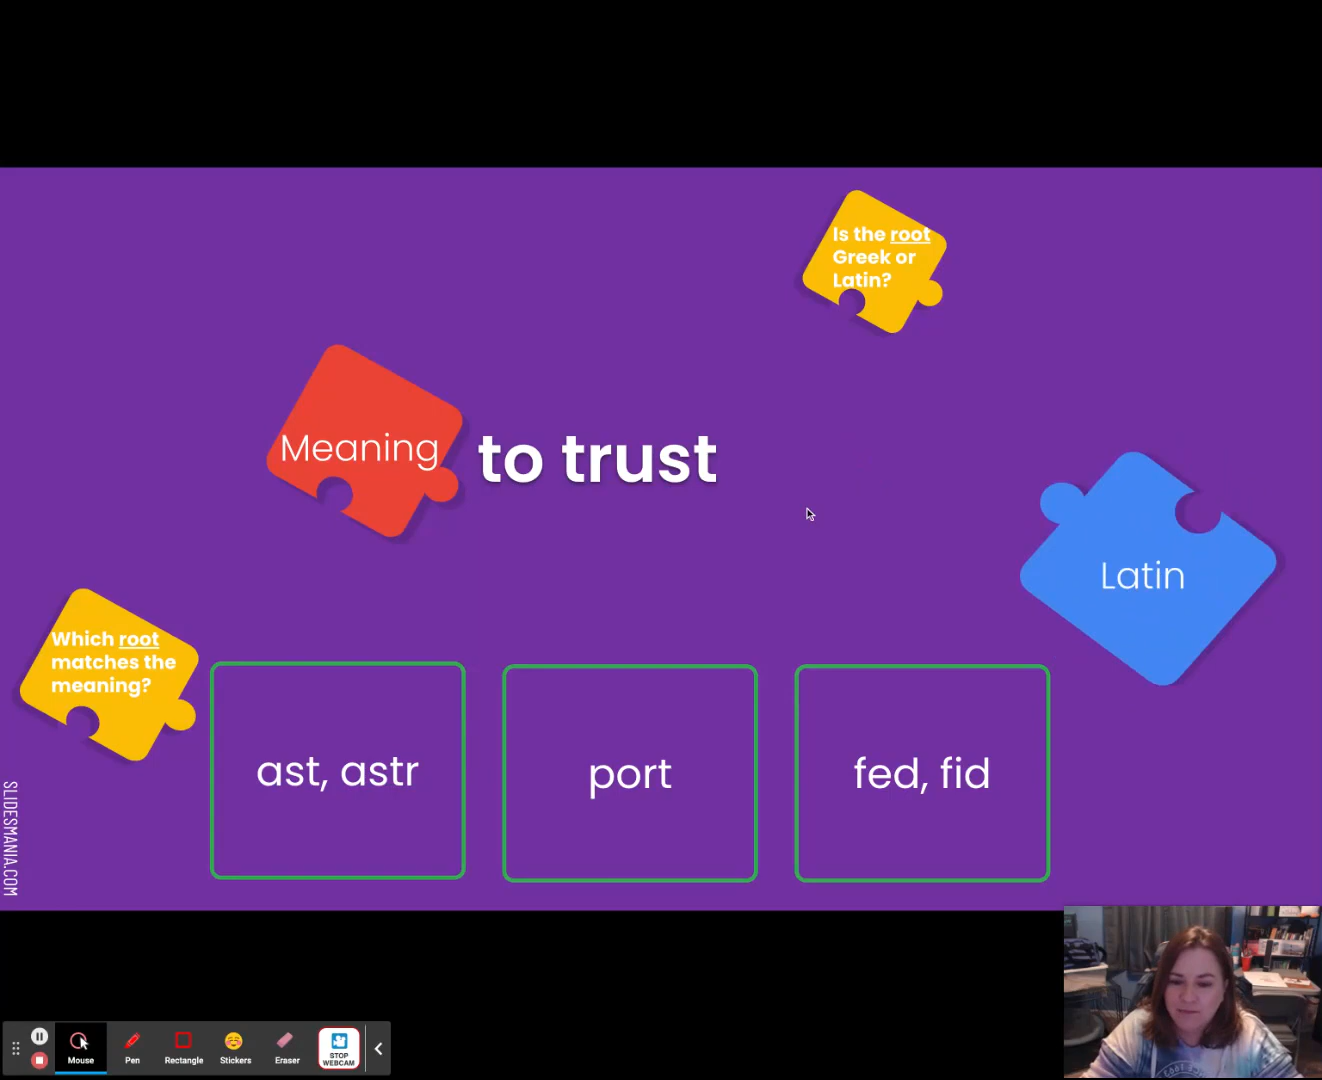 Is the root
Greek or
Latin?
Meaning
to trust
Latin
Which root
matches the
meaning?
ast, astr
port
fed, fid
SLIDESMANIA.COM
Mouse
Pen
Rectangle
Stickers
Eraser
STOP
WEBCAM